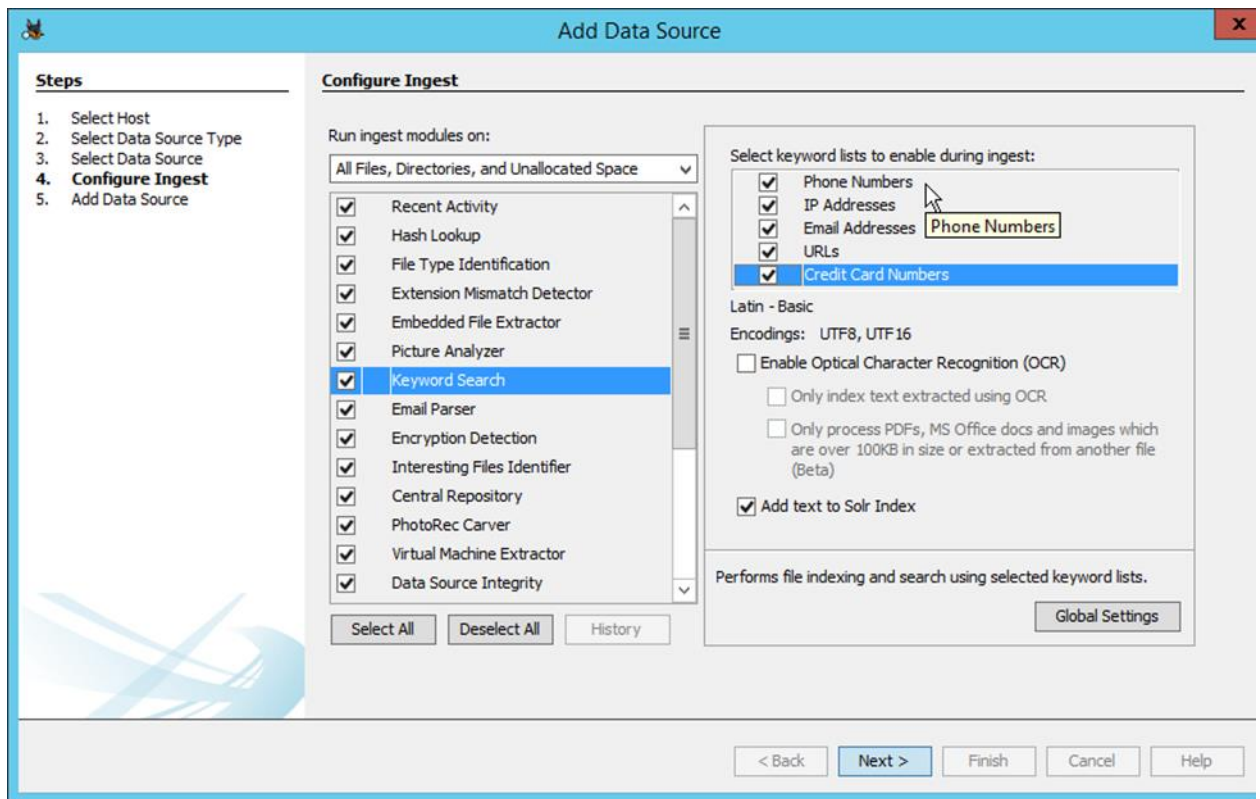 Add Data Source
x
Steps
1. Select Host
2. Select Data Source Type
3. Select Data Source
4. Configure Ingest
5. Add Data Source
Configure Ingest
Run ingest modules on:
All Files, Directories, and Unallocated Space
Recent Activity
Hash Lookup
File Type Identification
Extension Mismatch Detector
Embedded File Extractor
Picture Analyzer
Keyword Search
Email Parser
Encryption Detection
Interesting Files Identifier
Central Repository
PhotoRec Carver
Virtual Machine Extractor
Data Source Integrity
Select All Deselect All History
Select keyword lists to enable during ingest:
Phone Numbers
IP Addresses
Email Addresses
Phone Numbers
URLs
Credit Card Numbers
Latin - Basic
Encodings: UTF8, UTF16
Enable Optical Character Recognition (OCR)
Only index text extracted using OCR
Only process PDFs, MS Office docs and images which
are over 100KB in size or extracted from another file
(Beta)
Add text to Solr Index
Performs file indexing and search using selected keyword lists.
Global Settings
< Back Next > Finish Cancel Help